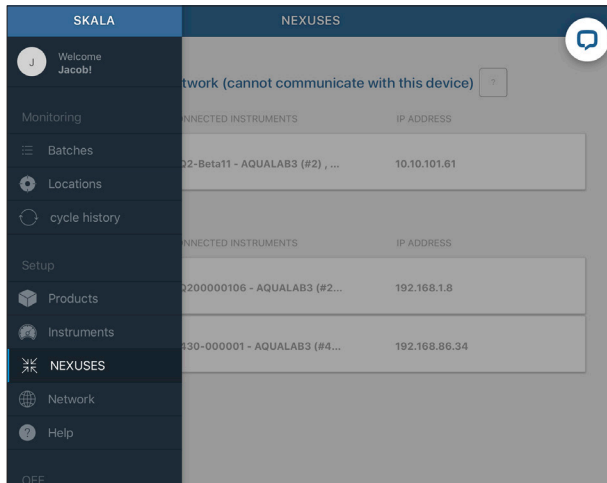 SKALA
NEXUSES
J
Welcome
Jacob!
twork (cannot communicate with this device)
?
Monitoring
NNECTED INSTRUMENTS
IP ADDRESS
Batches
Q2-Beta11 - AQUALAB3 (#2) , ...
10.10.101.61
Locations
cycle history
NNECTED INSTRUMENTS
IP ADDRESS
Setup
Products
Q200000106 - AQUALAB3 (#2...
192.168.1.8
Instruments
430-000001 - AQUALAB3 (#4...
192.168.86.34
NEXUSES
Network
?
Help
OFF